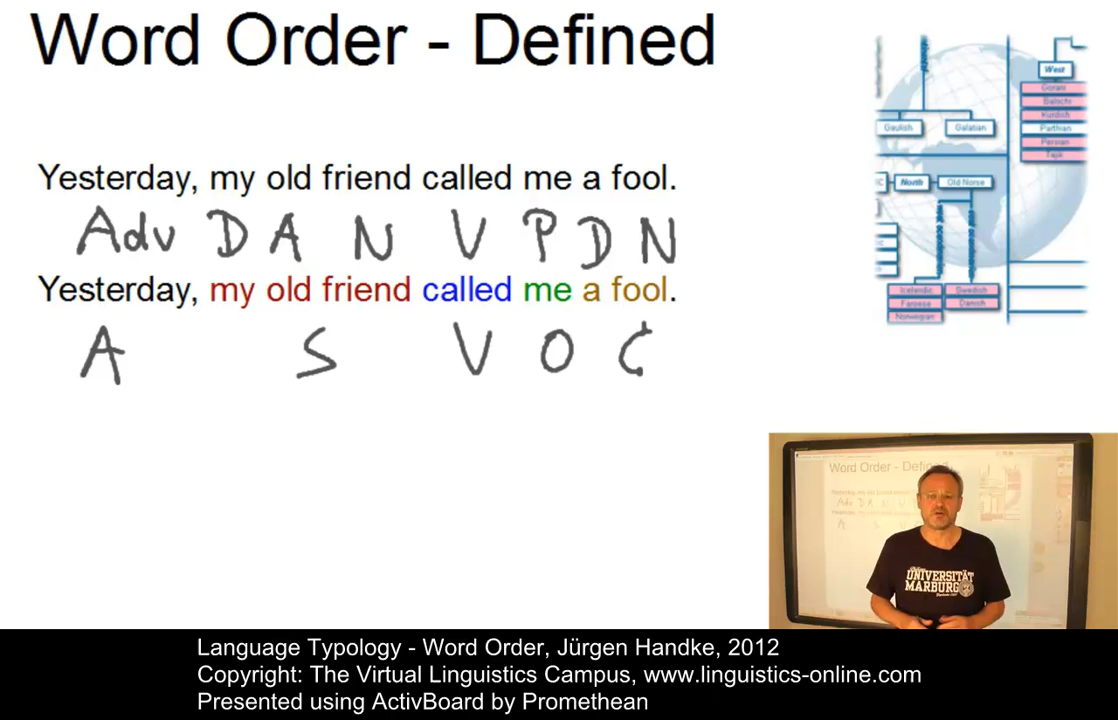 Word Order - Defined
Yesterday, my old friend called me a fool.
Adv D A N V P D N
Yesterday, my old friend called me a fool.
A S V O C
West
Gorani
Balochi
Kurdish
Parthian
Persian
Tajik
Gaulish
Galatian
North
Old Norse
Icelandic
Faroese
Norwegian
Swedish
Danish
Word Order - Defined
UNIVERSITÄT
MARBURG
Language Typology - Word Order, Jürgen Handke, 2012
Copyright: The Virtual Linguistics Campus, www.linguistics-online.com
Presented using ActivBoard by Promethean